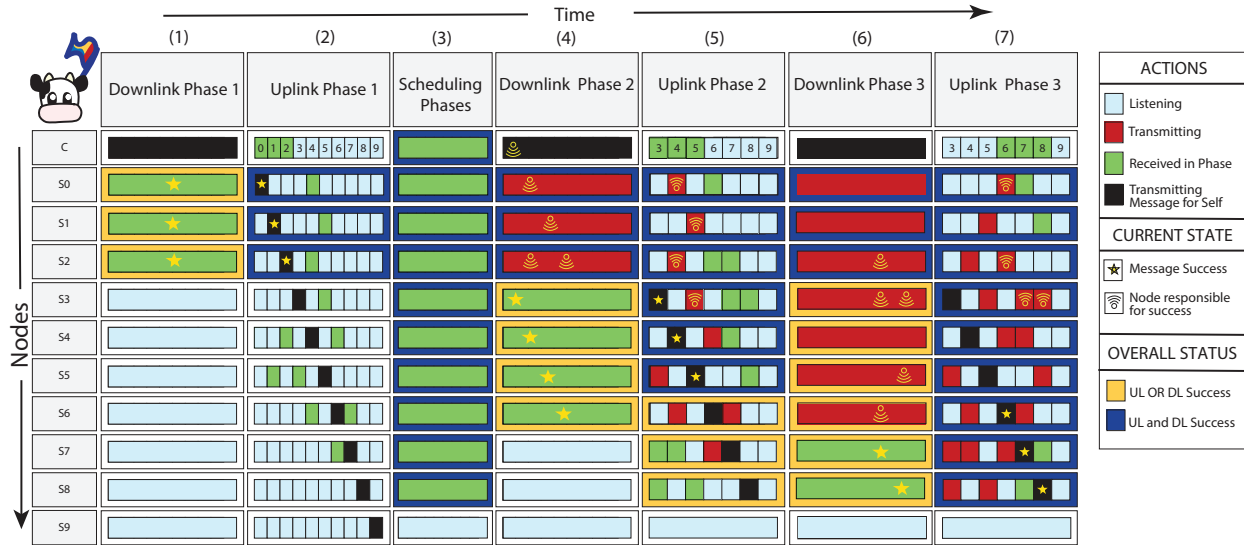 Time
(1) (2) (3) (4) (5) (6) (7)
Downlink Phase 1
Uplink Phase 1
Scheduling
Phases
Downlink Phase 2
Uplink Phase 2
Downlink Phase 3
Uplink Phase 3
Nodes
C
0 1 2 3 4 5 6 7 8 9
3 4 5 6 7 8 9
3 4 5 6 7 8 9
S0
S1
S2
S3
S4
S5
S6
S7
S8
S9
ACTIONS
Listening
Transmitting
Received in Phase
Transmitting
Message for Self
CURRENT STATE
Message Success
Node responsible
for success
OVERALL STATUS
UL OR DL Success
UL and DL Success